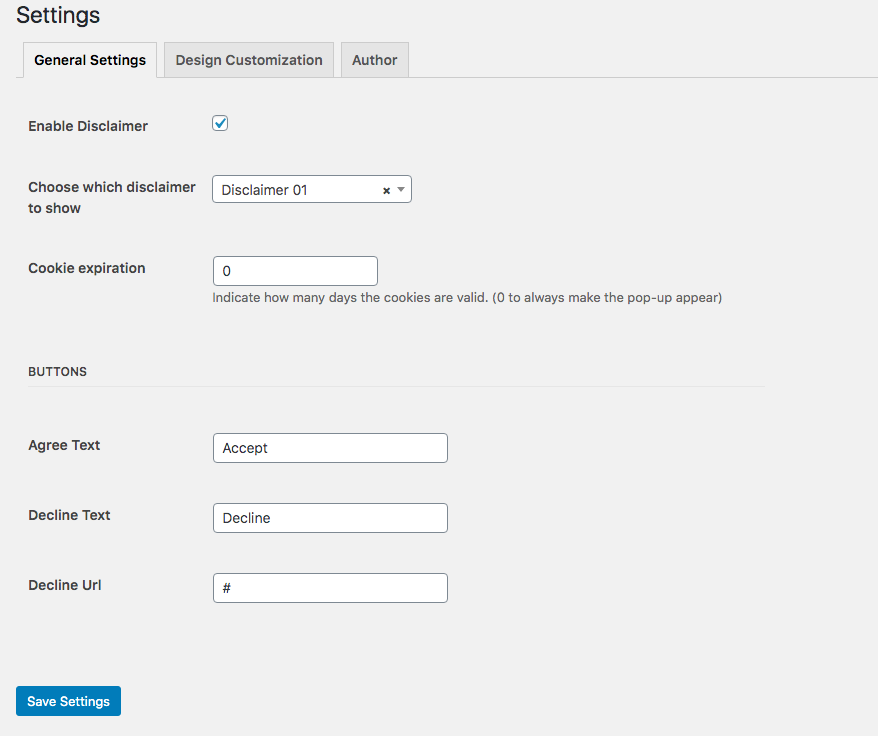 Settings
General Settings
Design Customization
Author
Enable Disclaimer
Choose which disclaimer
to show
Disclaimer 01
Cookie expiration
0
Indicate how many days the cookies are valid. (0 to always make the pop-up appear)
BUTTONS
Agree Text
Accept
Decline Text
Decline
Decline Url
#
Save Settings